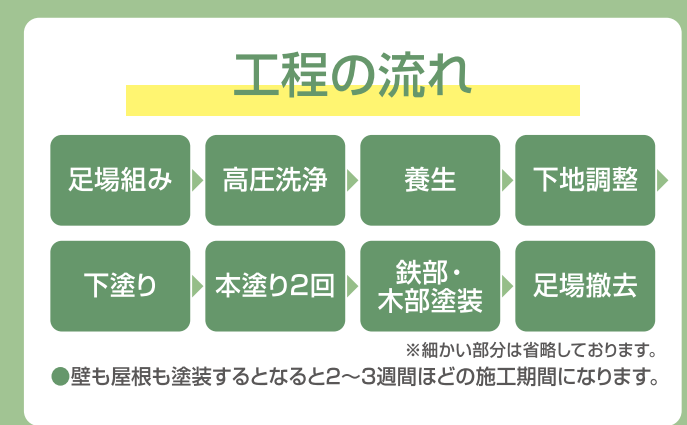 工程の流れ
足場組み
高圧洗浄
養生
下地調整
下塗り
本塗り2回
鉄部・
木部塗装
足場撤去
※細かい部分は省略しております。
●壁も屋根も塗装するとなると2〜3週間ほどの施工期間になります。